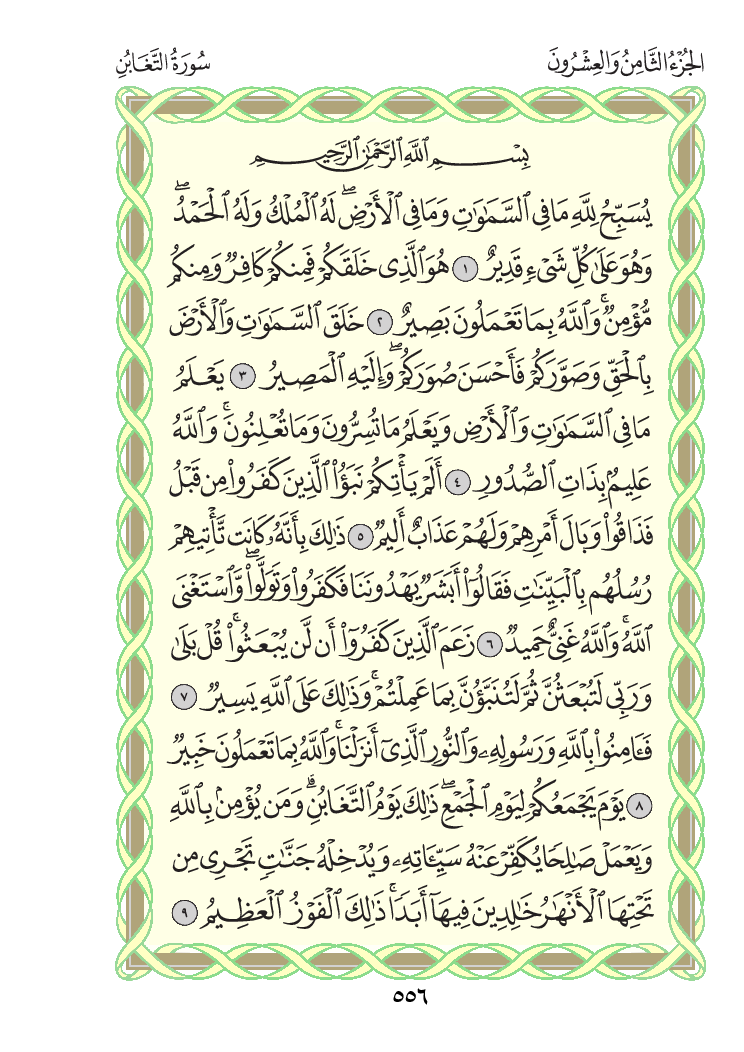 الجُزْءُ الثَّامِنُ وَالعِشْرُونَ
سُورَةُ التَّغَابُنِ
بِسْمِ ٱللَّهِ ٱلرَّحْمَٰنِ ٱلرَّحِيمِ
يُسَبِّحُ لِلَّهِ مَا فِى ٱلسَّمَٰوَٰتِ وَمَا فِى ٱلْأَرْضِ ۖ لَهُ ٱلْمُلْكُ وَلَهُ ٱلْحَمْدُ ۖ
وَهُوَ عَلَىٰ كُلِّ شَىْءٍ قَدِيرٌ ١ هُوَ ٱلَّذِى خَلَقَكُمْ فَمِنكُمْ كَافِرٌ وَمِنكُم
مُّؤْمِنٌ ۚ وَٱللَّهُ بِمَا تَعْمَلُونَ بَصِيرٌ ٢ خَلَقَ ٱلسَّمَٰوَٰتِ وَٱلْأَرْضَ
بِٱلْحَقِّ وَصَوَّرَكُمْ فَأَحْسَنَ صُوَرَكُمْ ۖ وَإِلَيْهِ ٱلْمَصِيرُ ٣ يَعْلَمُ
مَا فِى ٱلسَّمَٰوَٰتِ وَٱلْأَرْضِ وَيَعْلَمُ مَا تُسِرُّونَ وَمَا تُعْلِنُونَ ۚ وَٱللَّهُ
عَلِيمٌۢ بِذَاتِ ٱلصُّدُورِ ٤ أَلَمْ يَأْتِكُمْ نَبَؤُا۟ ٱلَّذِينَ كَفَرُوا۟ مِن قَبْلُ
فَذَاقُوا۟ وَبَالَ أَمْرِهِمْ وَلَهُمْ عَذَابٌ أَلِيمٌ ٥ ذَٰلِكَ بِأَنَّهُۥ كَانَت تَّأْتِيهِمْ
رُسُلُهُم بِٱلْبَيِّنَٰتِ فَقَالُوٓا۟ أَبَشَرٌ يَهْدُونَنَا فَكَفَرُوا۟ وَتَوَلَّوا۟ ۖ وَّٱسْتَغْنَى
ٱللَّهُ ۚ وَٱللَّهُ غَنِىٌّ حَمِيدٌ ٦ زَعَمَ ٱلَّذِينَ كَفَرُوٓا۟ أَن لَّن يُبْعَثُوا۟ ۚ قُلْ بَلَىٰ
وَرَبِّى لَتُبْعَثُنَّ ثُمَّ لَتُنَبَّؤُنَّ بِمَا عَمِلْتُمْ ۚ وَذَٰلِكَ عَلَى ٱللَّهِ يَسِيرٌ ٧
فَـَٔامِنُوا۟ بِٱللَّهِ وَرَسُولِهِۦ وَٱلنُّورِ ٱلَّذِىٓ أَنزَلْنَا ۚ وَٱللَّهُ بِمَا تَعْمَلُونَ خَبِيرٌ
٨ يَوْمَ يَجْمَعُكُمْ لِيَوْمِ ٱلْجَمْعِ ۖ ذَٰلِكَ يَوْمُ ٱلتَّغَابُنِ ۗ وَمَن يُؤْمِنۢ بِٱللَّهِ
وَيَعْمَلْ صَٰلِحًا يُكَفِّرْ عَنْهُ سَيِّـَٔاتِهِۦ وَيُدْخِلْهُ جَنَّٰتٍ تَجْرِى مِن
تَحْتِهَا ٱلْأَنْهَٰرُ خَٰلِدِينَ فِيهَآ أَبَدًا ۚ ذَٰلِكَ ٱلْفَوْزُ ٱلْعَظِيمُ ٩
٥٥٦